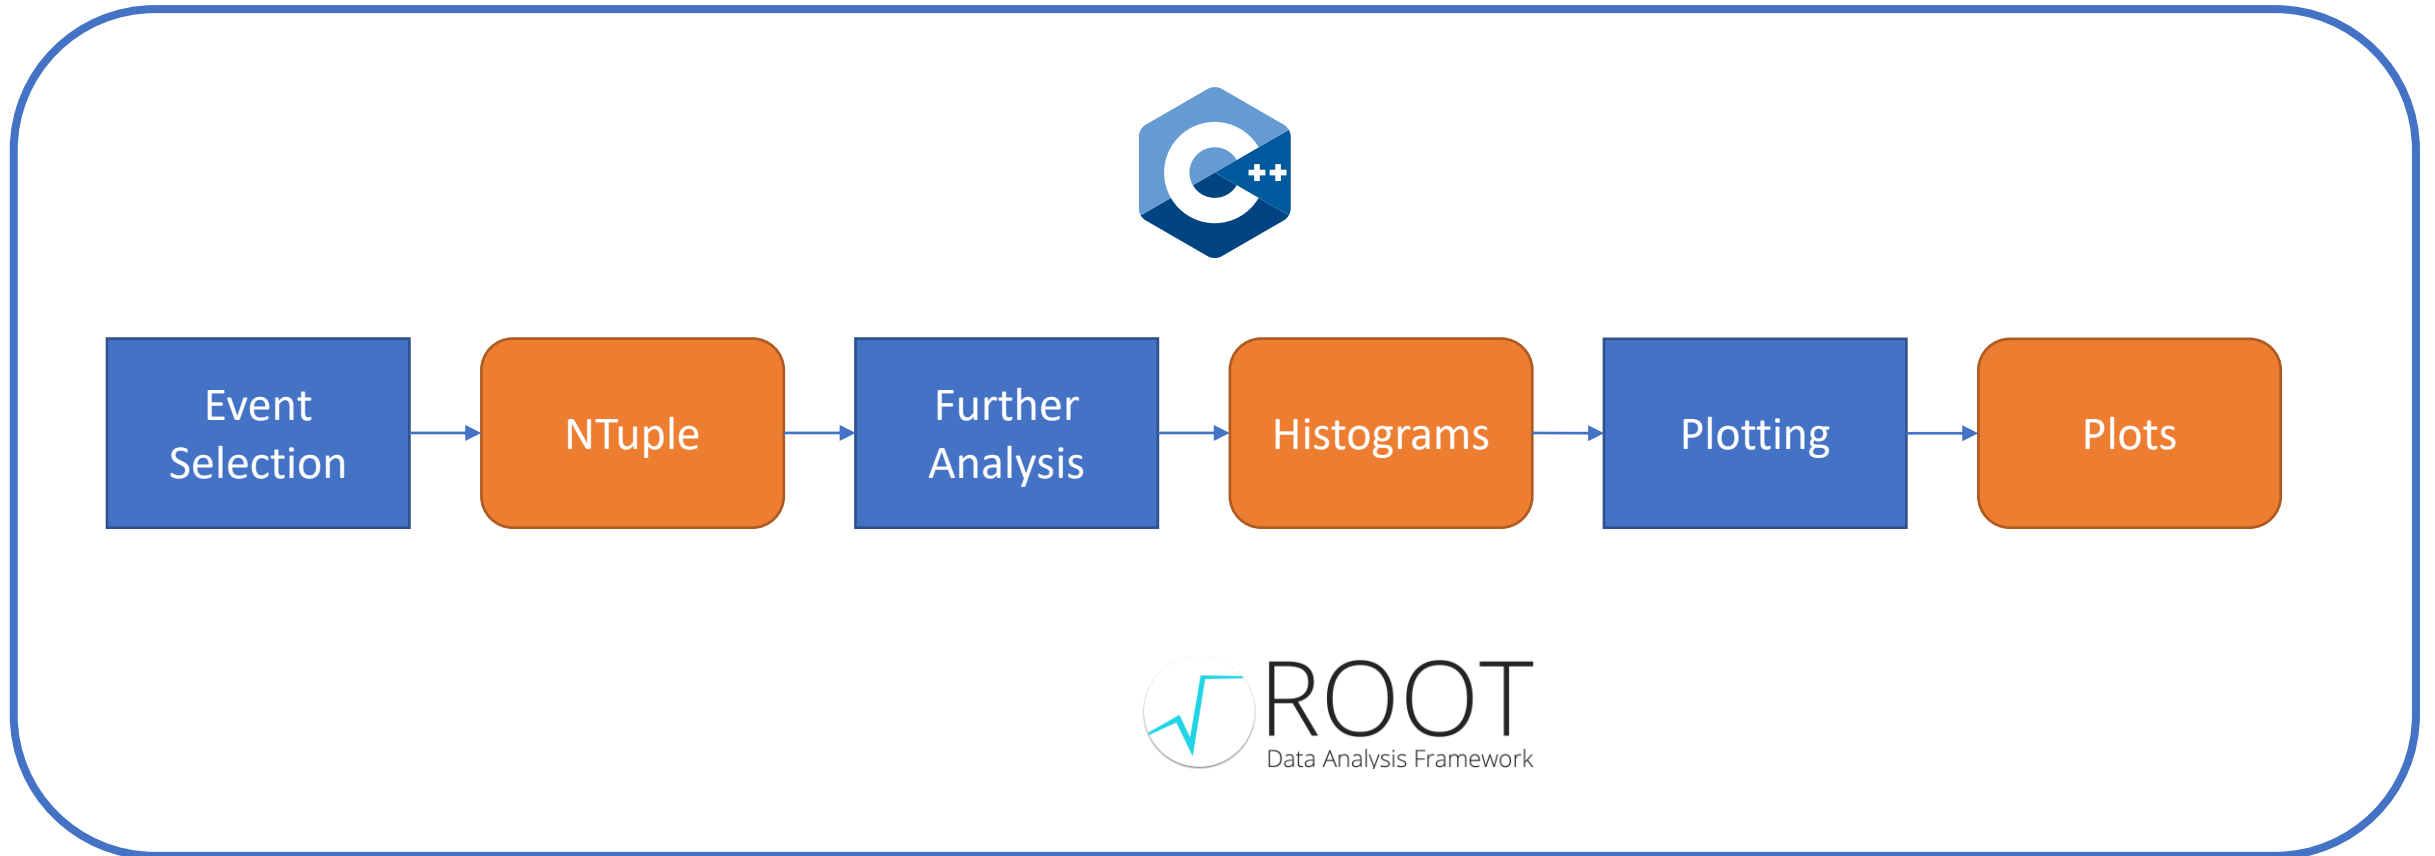 C++
Event
Selection
NTuple
Further
Analysis
Histograms
Plotting
Plots
ROOT
Data Analysis Framework